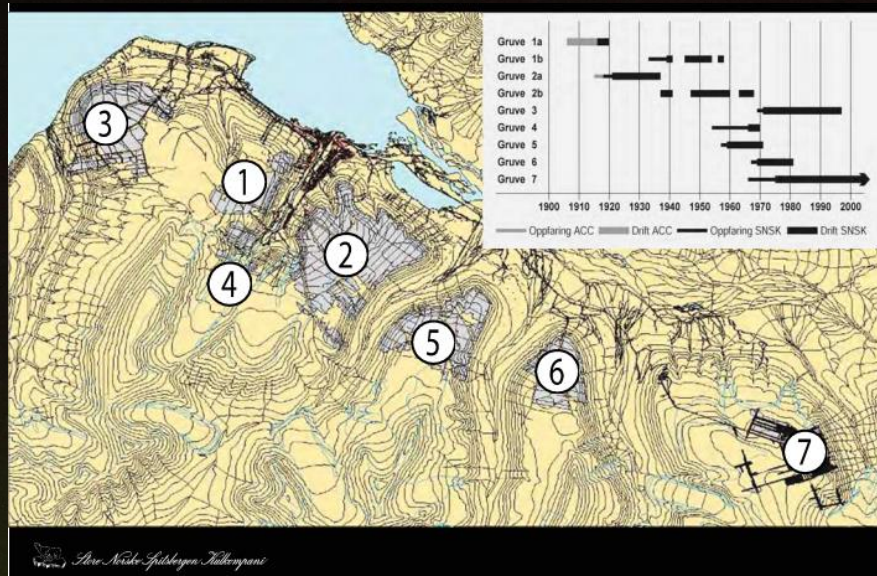 Gruve 1a
Gruve 1b
Gruve 2a
Gruve 2b
Gruve 3
Gruve 4
Gruve 5
Gruve 6
Gruve 7
1900 1910 1920 1930 1940 1950 1960 1970 1980 1990 2000
Oppfaring ACC Drift ACC Oppfaring SNSK Drift SNSK
3
1
2
4
5
6
7
Store Norske Spitsbergen Kulkompani